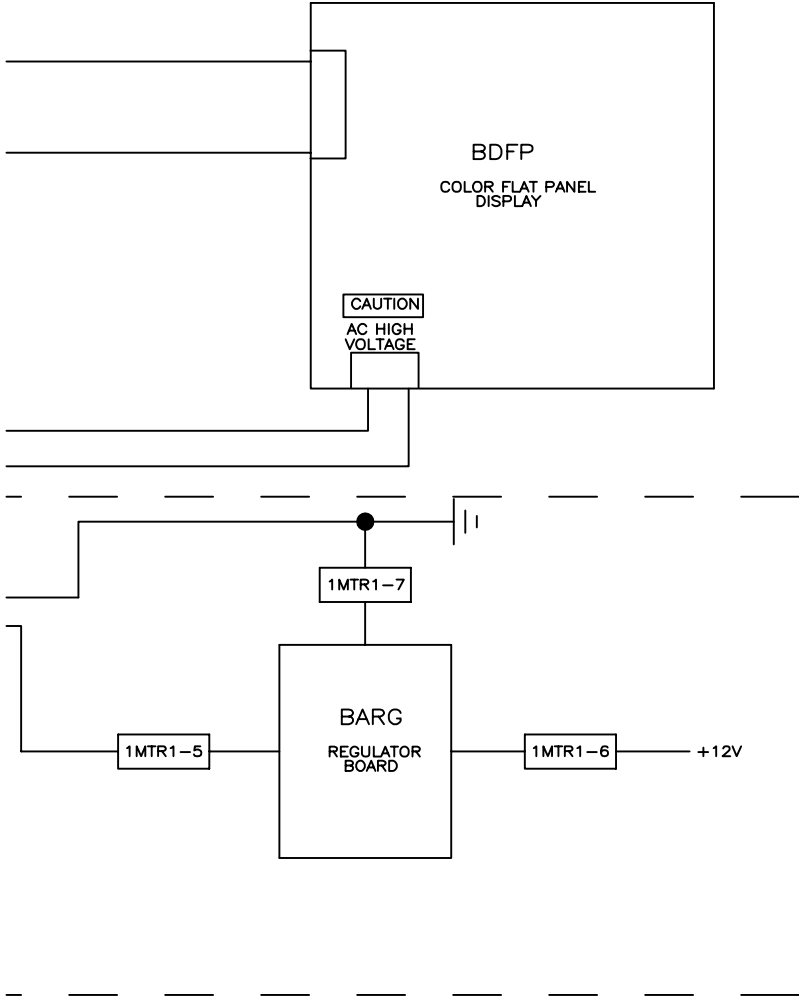 BDFP
COLOR FLAT PANEL
DISPLAY
CAUTION
AC HIGH
VOLTAGE
1MTR1-7
BARG
REGULATOR
BOARD
1MTR1-5
1MTR1-6
+12V